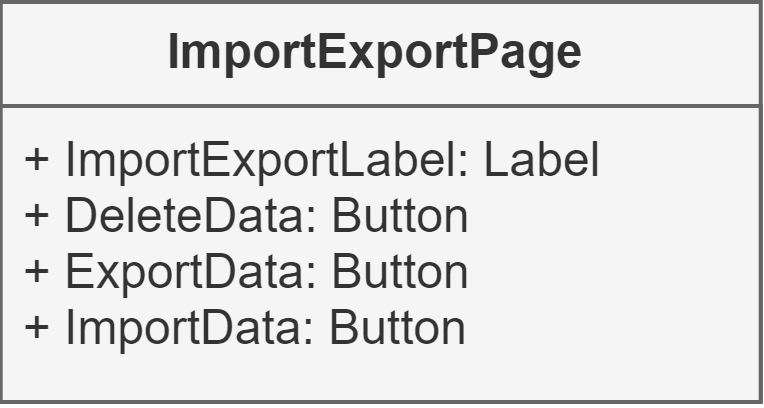 ImportExportPage
+ ImportExportLabel: Label
+ DeleteData: Button
+ ExportData: Button
+ ImportData: Button